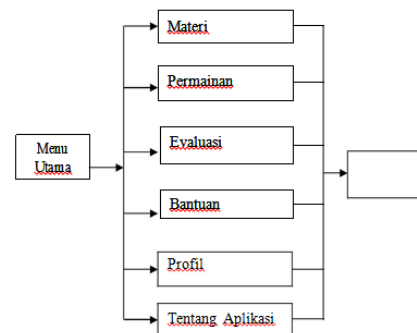 Materi
Permainan
Evaluasi
Menu
Utama
Bantuan
Profil
Tentang Aplikasi